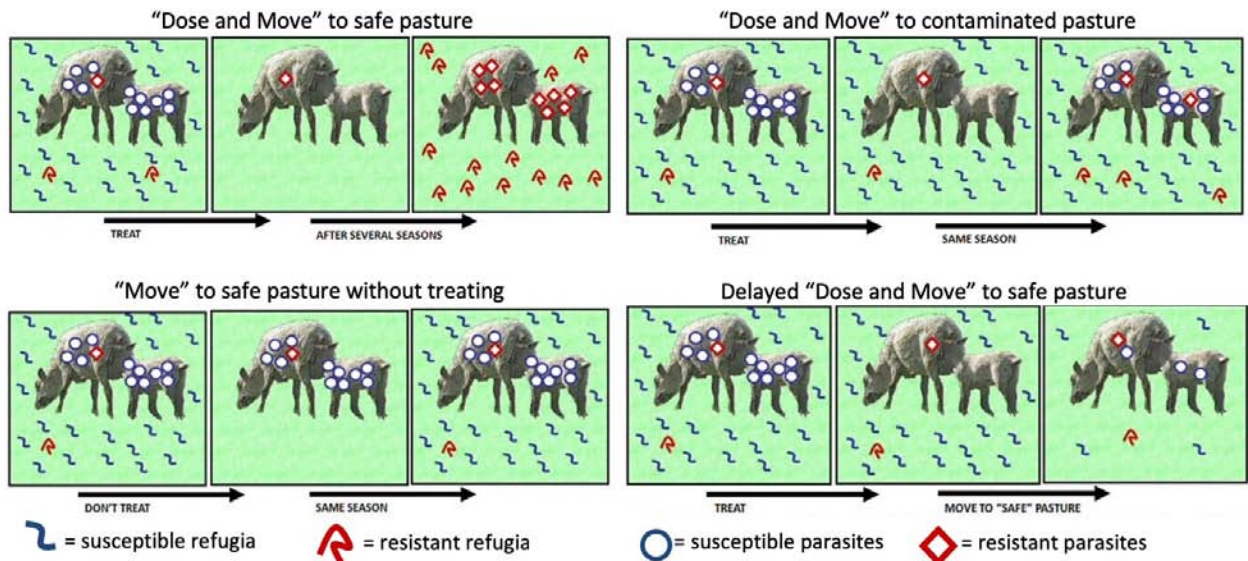 "Dose and Move" to safe pasture
TREAT
AFTER SEVERAL SEASONS
"Dose and Move" to contaminated pasture
TREAT
SAME SEASON
"Move" to safe pasture without treating
DON'T TREAT
SAME SEASON
Delayed "Dose and Move" to safe pasture
TREAT
MOVE TO "SAFE" PASTURE
= susceptible refugia
= resistant refugia
= susceptible parasites
= resistant parasites